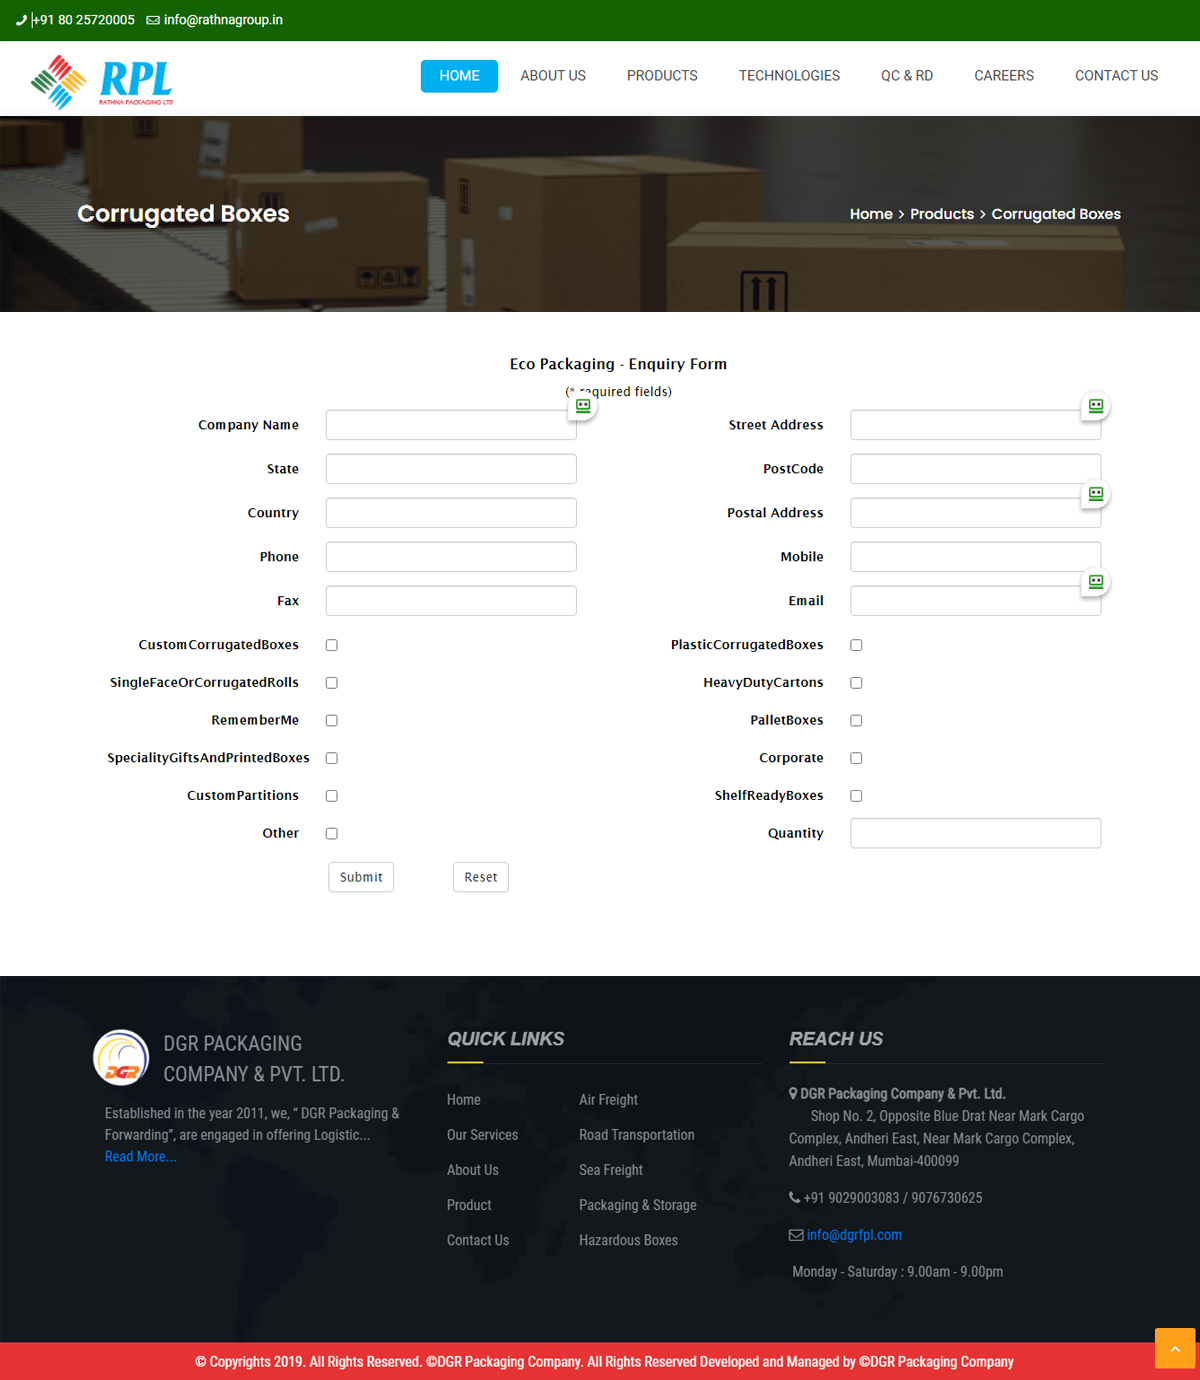 +91 80 25720005 info@rathnagroup.in
RPL
RATHNA PACKAGING LTD
HOME ABOUT US PRODUCTS TECHNOLOGIES QC & RD CAREERS CONTACT US
Corrugated Boxes
Home > Products > Corrugated Boxes
Eco Packaging - Enquiry Form
(* required fields)
Company Name Street Address
State PostCode
Country Postal Address
Phone Mobile
Fax Email
CustomCorrugatedBoxes PlasticCorrugatedBoxes
SingleFaceOrCorrugatedRolls HeavyDutyCartons
RememberMe PalletBoxes
SpecialityGiftsAndPrintedBoxes Corporate
CustomPartitions ShelfReadyBoxes
Other Quantity
Submit Reset
DGR
DGR PACKAGING
COMPANY & PVT. LTD.
Established in the year 2011, we, “ DGR Packaging &
Forwarding”, are engaged in offering Logistic...
Read More...
QUICK LINKS
Home Air Freight
Our Services Road Transportation
About Us Sea Freight
Product Packaging & Storage
Contact Us Hazardous Boxes
REACH US
DGR Packaging Company & Pvt. Ltd.
Shop No. 2, Opposite Blue Drat Near Mark Cargo
Complex, Andheri East, Near Mark Cargo Complex,
Andheri East, Mumbai-400099
+91 9029003083 / 9076730625
info@dgrfpl.com
Monday - Saturday : 9.00am - 9.00pm
© Copyrights 2019. All Rights Reserved. ©DGR Packaging Company. All Rights Reserved Developed and Managed by ©DGR Packaging Company